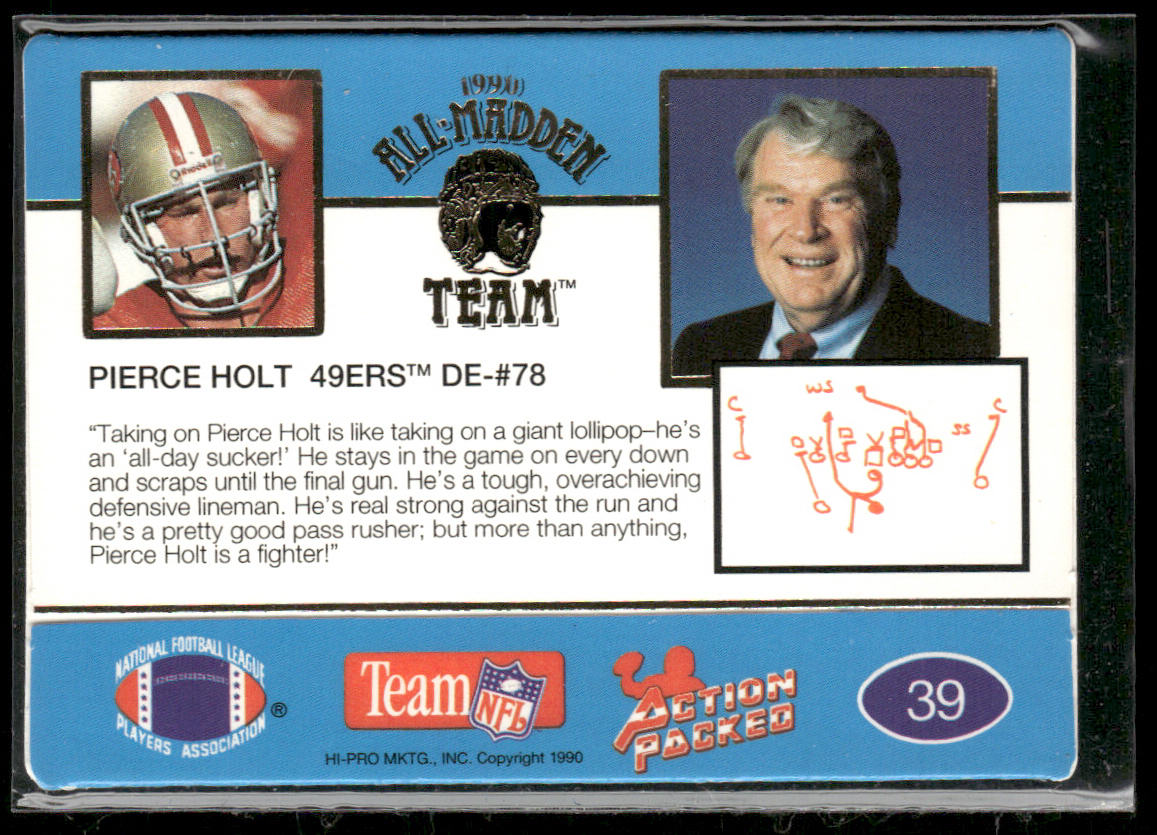 1990
ALL-MADDEN
TEAM™
Riddell
PIERCE HOLT 49ERS™ DE-#78
"Taking on Pierce Holt is like taking on a giant lollipop–he's
an 'all-day sucker!' He stays in the game on every down
and scraps until the final gun. He's a tough, overachieving
defensive lineman. He's real strong against the run and
he's a pretty good pass rusher; but more than anything,
Pierce Holt is a fighter!"
WS
C
C
SS
NATIONAL FOOTBALL LEAGUE
PLAYERS ASSOCIATION
®
Team
NFL
ACTION
PACKED
39
HI-PRO MKTG., INC. Copyright 1990